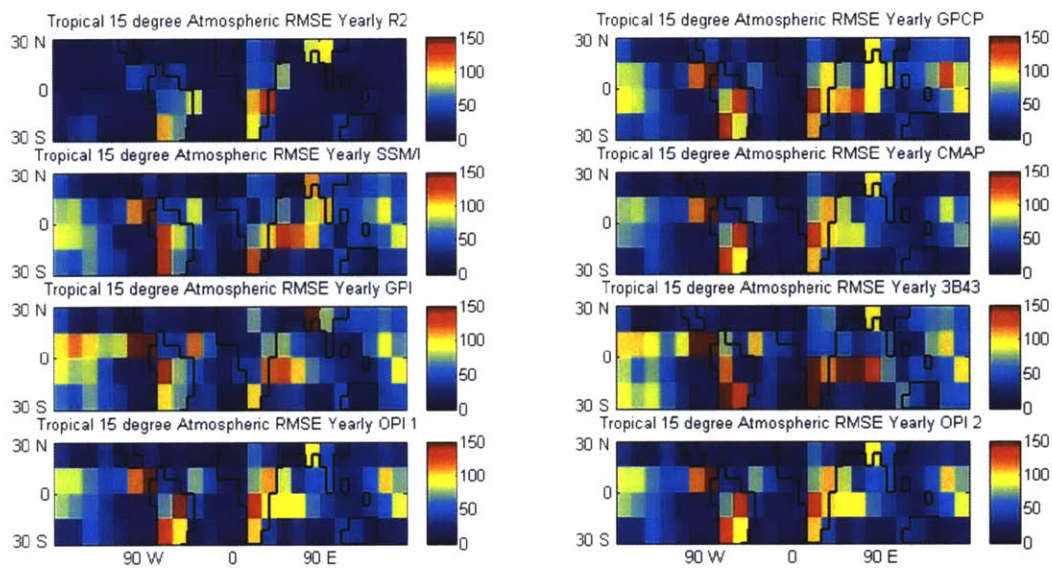 Tropical 15 degree Atmospheric RMSE Yearly R2
30 N
0
30 S
150
100
50
0
Tropical 15 degree Atmospheric RMSE Yearly GPCP
30 N
0
30 S
150
100
50
0
Tropical 15 degree Atmospheric RMSE Yearly SSM/I
30 N
0
30 S
150
100
50
0
Tropical 15 degree Atmospheric RMSE Yearly CMAP
30 N
0
30 S
150
100
50
0
Tropical 15 degree Atmospheric RMSE Yearly GPI
30 N
0
30 S
150
100
50
0
Tropical 15 degree Atmospheric RMSE Yearly 3B43
30 N
0
30 S
150
100
50
0
Tropical 15 degree Atmospheric RMSE Yearly OPI 1
30 N
0
30 S
90 W 0 90 E
150
100
50
0
Tropical 15 degree Atmospheric RMSE Yearly OPI 2
30 N
0
30 S
90 W 0 90 E
150
100
50
0